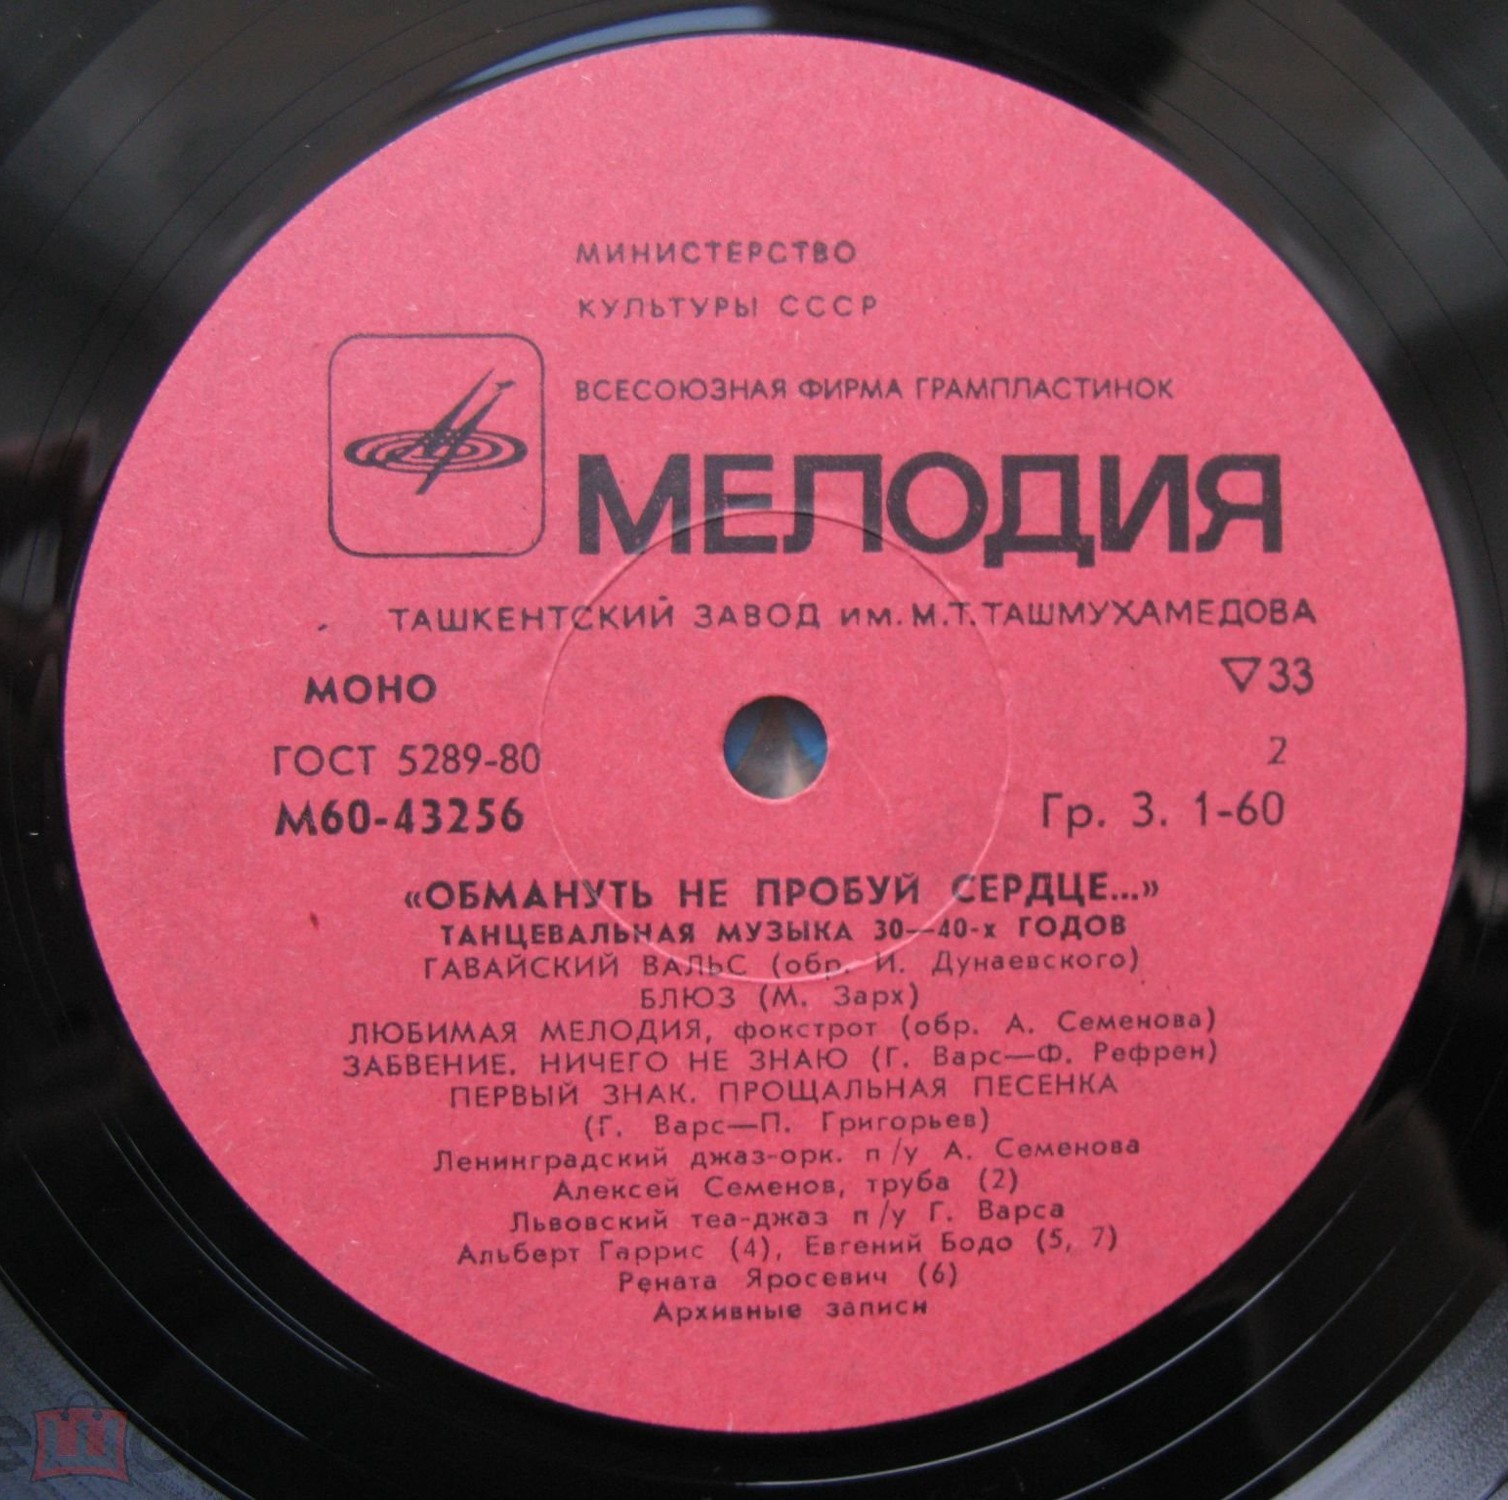 МИНИСТЕРСТВО
КУЛЬТУРЫ СССР
ВСЕСОЮЗНАЯ ФИРМА ГРАМПЛАСТИНОК
МЕЛОДИЯ
ТАШКЕНТСКИЙ ЗАВОД им. М.Т.ТАШМУХАМЕДОВА
МОНО
▽33
ГОСТ 5289-80
2
М60-43256
Гр. 3. 1-60
«ОБМАНУТЬ НЕ ПРОБУЙ СЕРДЦЕ...»
ТАНЦЕВАЛЬНАЯ МУЗЫКА 30—40-х ГОДОВ
ГАВАЙСКИЙ ВАЛЬС (обр. И. Дунаевского)
БЛЮЗ (М. Зарх)
ЛЮБИМАЯ МЕЛОДИЯ, фокстрот (обр. А. Семенова)
ЗАБВЕНИЕ. НИЧЕГО НЕ ЗНАЮ (Г. Варс—Ф. Рефрен)
ПЕРВЫЙ ЗНАК. ПРОЩАЛЬНАЯ ПЕСЕНКА
(Г. Варс—П. Григорьев)
Ленинградский джаз-орк. п/у А. Семенова
Алексей Семенов, труба (2)
Львовский теа-джаз п/у Г. Варса
Альберт Гаррис (4), Евгений Бодо (5, 7)
Рената Яросевич (6)
Архивные записи